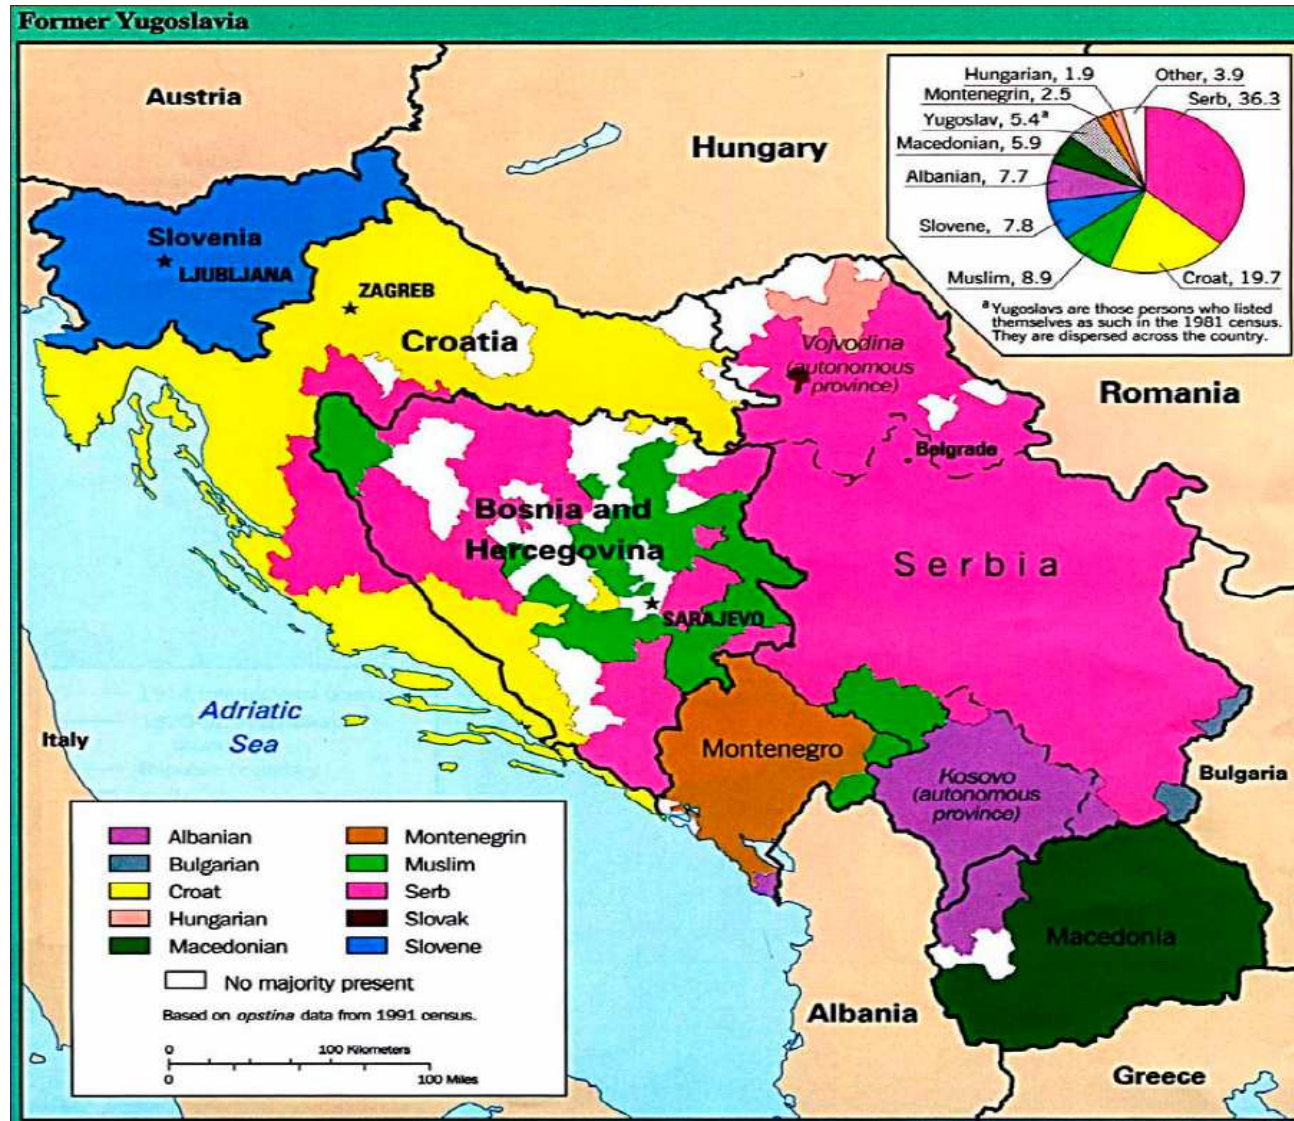 Former Yugoslavia
Austria
Hungary
Hungarian, 1.9
Other, 3.9
Montenegrin, 2.5
Serb, 36.3
Yugoslav, 5.4ª
Macedonian, 5.9
Albanian, 7.7
Slovene, 7.8
Muslim, 8.9
Croat, 19.7
ª Yugoslavs are those persons who listed
themselves as such in the 1981 census.
They are dispersed across the country.
Slovenia
LJUBLJANA
ZAGREB
Croatia
Vojvodina
(autonomous
province)
Romania
Belgrade
Bosnia and
Hercegovina
Serbia
SARAJEVO
Adriatic
Sea
Italy
Montenegro
Kosovo
(autonomous
province)
Bulgaria
Macedonia
Albania
Greece
Albanian
Bulgarian
Croat
Hungarian
Macedonian
Montenegrin
Muslim
Serb
Slovak
Slovene
No majority present
Based on opstina data from 1991 census.
0 100 Kilometers
0 100 Miles